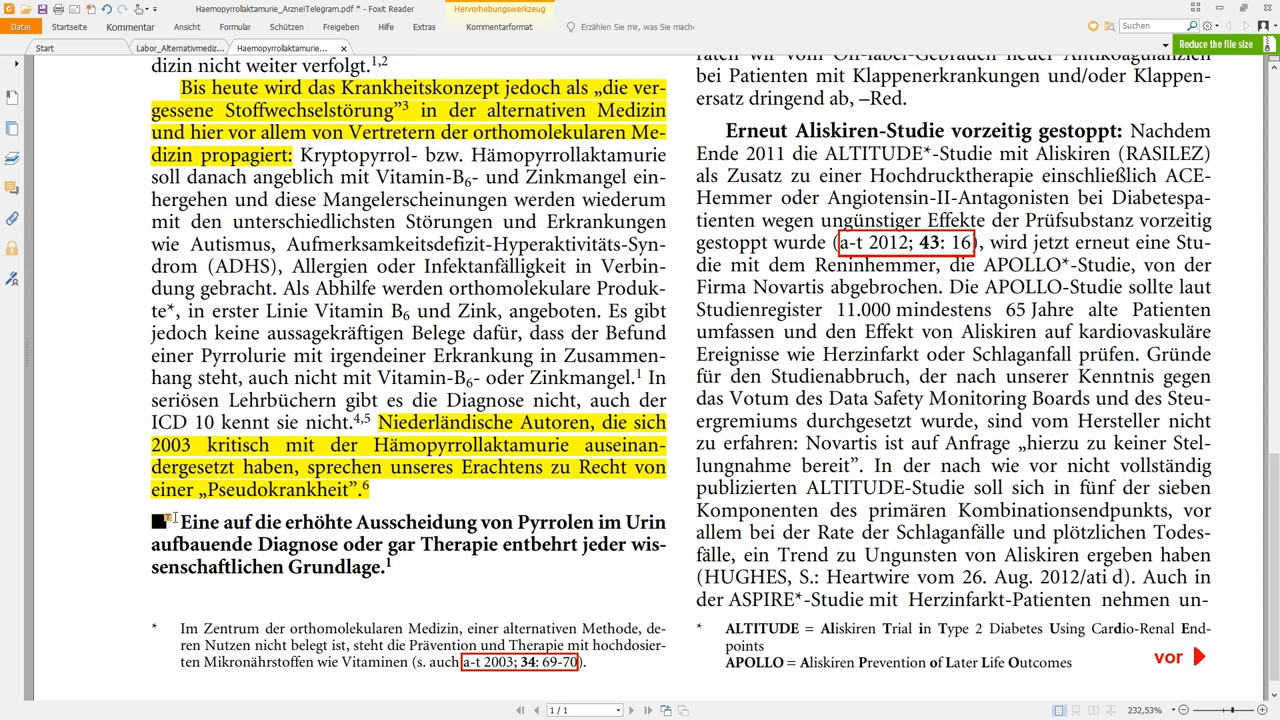 Haemopyrrollaktamurie_ArzneiTelegram.pdf * - Foxit Reader
Hervorhebungswerkzeug
Datei
Startseite
Kommentar
Ansicht
Formular
Schützen
Freigeben
Hilfe
Extras
Kommentarformat
Erzählen Sie mir, was Sie mach
Suchen
Start
Labor_Alternativmediz...
Haemopyrrollaktamurie...
Reduce the file size
dizin nicht weiter verfolgt.1,2
Bis heute wird das Krankheitskonzept jedoch als „die ver-
gessene Stoffwechselstörung”3 in der alternativen Medizin
und hier vor allem von Vertretern der orthomolekularen Me-
dizin propagiert: Kryptopyrrol- bzw. Hämopyrrollaktamurie
soll danach angeblich mit Vitamin-B6- und Zinkmangel ein-
hergehen und diese Mangelerscheinungen werden wiederum
mit den unterschiedlichsten Störungen und Erkrankungen
wie Autismus, Aufmerksamkeitsdefizit-Hyperaktivitäts-Syn-
drom (ADHS), Allergien oder Infektanfälligkeit in Verbin-
dung gebracht. Als Abhilfe werden orthomolekulare Produk-
te*, in erster Linie Vitamin B6 und Zink, angeboten. Es gibt
jedoch keine aussagekräftigen Belege dafür, dass der Befund
einer Pyrrolurie mit irgendeiner Erkrankung in Zusammen-
hang steht, auch nicht mit Vitamin-B6- oder Zinkmangel.1 In
seriösen Lehrbüchern gibt es die Diagnose nicht, auch der
ICD 10 kennt sie nicht.4,5 Niederländische Autoren, die sich
2003 kritisch mit der Hämopyrrollaktamurie auseinan-
dergesetzt haben, sprechen unseres Erachtens zu Recht von
einer „Pseudokrankheit”.6
Eine auf die erhöhte Ausscheidung von Pyrrolen im Urin
aufbauende Diagnose oder gar Therapie entbehrt jeder wis-
senschaftlichen Grundlage.1
* Im Zentrum der orthomolekularen Medizin, einer alternativen Methode, de-
ren Nutzen nicht belegt ist, steht die Prävention und Therapie mit hochdosier-
ten Mikronährstoffen wie Vitaminen (s. auch a-t 2003; 34: 69-70).
raten wir vom Off-label-Gebrauch neuer Antikoagulanzien
bei Patienten mit Klappenerkrankungen und/oder Klappen-
ersatz dringend ab, –Red.
Erneut Aliskiren-Studie vorzeitig gestoppt: Nachdem
Ende 2011 die ALTITUDE*-Studie mit Aliskiren (RASILEZ)
als Zusatz zu einer Hochdrucktherapie einschließlich ACE-
Hemmer oder Angiotensin-II-Antagonisten bei Diabetespa-
tienten wegen ungünstiger Effekte der Prüfsubstanz vorzeitig
gestoppt wurde (a-t 2012; 43: 16), wird jetzt erneut eine Stu-
die mit dem Reninhemmer, die APOLLO*-Studie, von der
Firma Novartis abgebrochen. Die APOLLO-Studie sollte laut
Studienregister 11.000 mindestens 65 Jahre alte Patienten
umfassen und den Effekt von Aliskiren auf kardiovaskuläre
Ereignisse wie Herzinfarkt oder Schlaganfall prüfen. Gründe
für den Studienabbruch, der nach unserer Kenntnis gegen
das Votum des Data Safety Monitoring Boards und des Steu-
ergremiums durchgesetzt wurde, sind vom Hersteller nicht
zu erfahren: Novartis ist auf Anfrage „hierzu zu keiner Stel-
lungnahme bereit”. In der nach wie vor nicht vollständig
publizierten ALTITUDE-Studie soll sich in fünf der sieben
Komponenten des primären Kombinationsendpunkts, vor
allem bei der Rate der Schlaganfälle und plötzlichen Todes-
fälle, ein Trend zu Ungunsten von Aliskiren ergeben haben
(HUGHES, S.: Heartwire vom 26. Aug. 2012/ati d). Auch in
der ASPIRE*-Studie mit Herzinfarkt-Patienten nehmen un-
* ALTITUDE = Aliskiren Trial in Type 2 Diabetes Using Cardio-Renal End-
points
APOLLO = Aliskiren Prevention of Later Life Outcomes
vor
1 / 1
232,53%